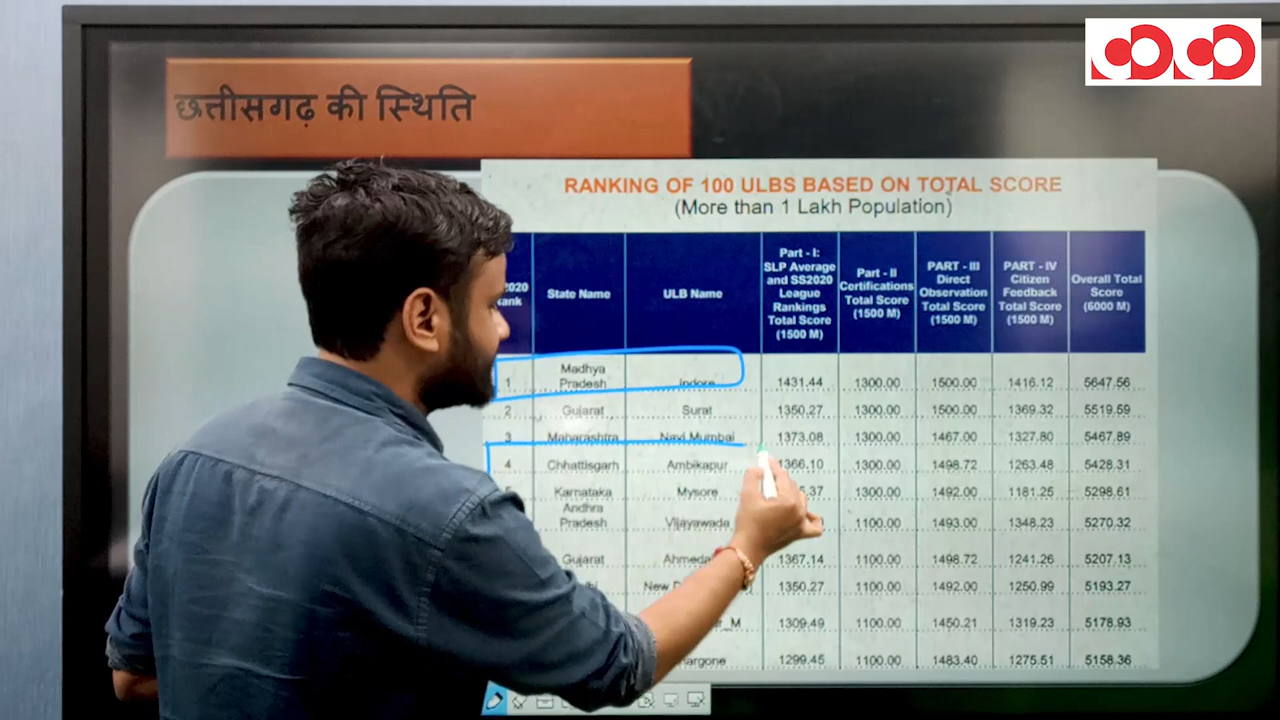 छत्तीसगढ़ की स्थिति
RANKING OF 100 ULBS BASED ON TOTAL SCORE
(More than 1 Lakh Population)
2020 State Name ULB Name Part - I: SLP Average and SS2020 League Rankings Total Score (1500 M) Part - II Certifications Total Score (1500 M) PART - III Direct Observation Total Score (1500 M) PART - IV Citizen Feedback Total Score (1500 M) Overall Total Score (6000 M)
1 Madhya Pradesh Indore 1431.44 1300.00 1500.00 1416.12 5647.56
2 Gujarat Surat 1350.27 1300.00 1500.00 1369.32 5519.59
3 Maharashtra Navi Mumbai 1373.08 1300.00 1467.00 1327.80 5467.89
4 Chhattisgarh Ambikapur 1366.10 1300.00 1498.72 1263.48 5428.31
Karnataka Mysore 1300.00 1492.00 1181.25 5298.61
Andhra Pradesh Vijayawada 1100.00 1493.00 1348.23 5270.32
Gujarat 1367.14 1100.00 1498.72 1241.26 5207.13
New 1350.27 1100.00 1492.00 1250.99 5193.27
1309.49 1100.00 1450.21 1319.23 5178.93
1299.45 1100.00 1483.40 1275.51 5158.36